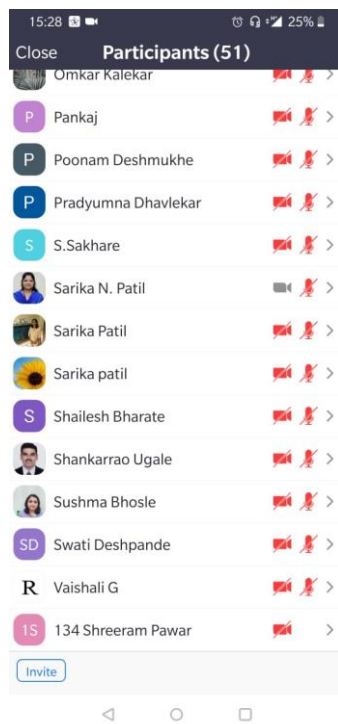 15:28 25%
Close Participants (51)
Omkar Kalekar
P Pankaj
P Poonam Deshmukhe
P Pradyumna Dhavlekar
S S.Sakhare
Sarika N. Patil
Sarika Patil
Sarika patil
S Shailesh Bharate
Shankarrao Ugale
Sushma Bhosle
SD Swati Deshpande
R Vaishali G
1S 134 Shreeram Pawar
Invite